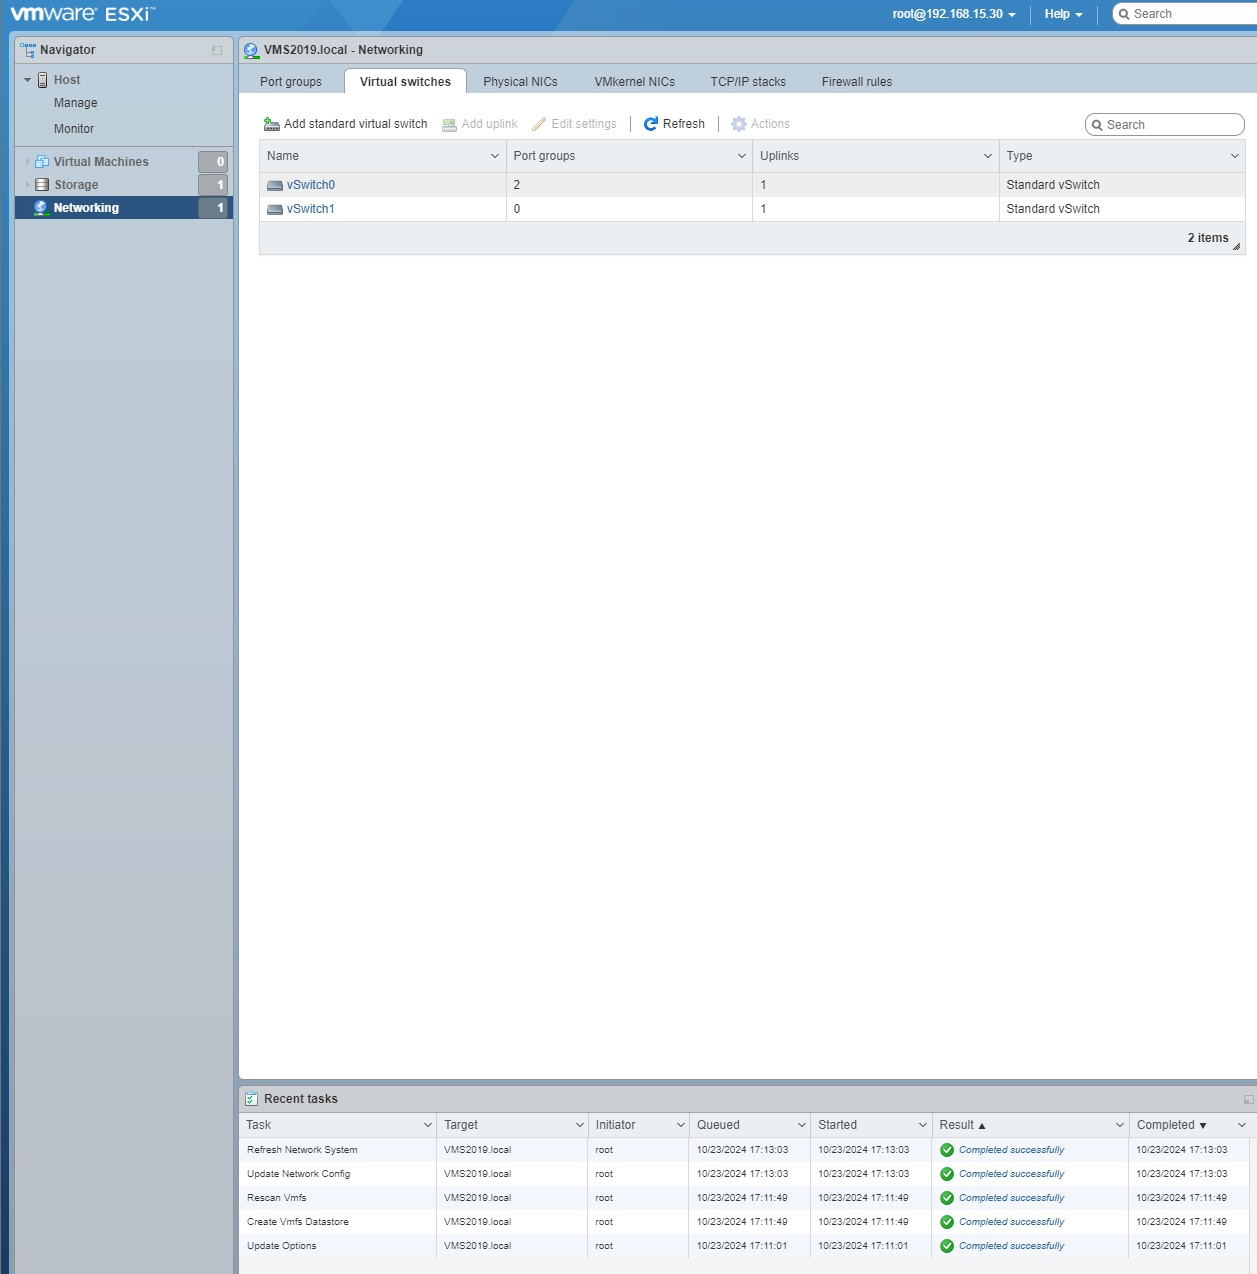 vmware ESXi™
root@192.168.15.30
Help
Search
Navigator
Host
Manage
Monitor
Virtual Machines 0
Storage 1
Networking 1
VMS2019.local - Networking
Port groups Virtual switches Physical NICs VMkernel NICs TCP/IP stacks Firewall rules
Add standard virtual switch Add uplink Edit settings Refresh Actions Search
Name Port groups Uplinks Type
vSwitch0 2 1 Standard vSwitch
vSwitch1 0 1 Standard vSwitch
2 items
Recent tasks
Task Target Initiator Queued Started Result ▲ Completed ▼
Refresh Network System VMS2019.local root 10/23/2024 17:13:03 10/23/2024 17:13:03 Completed successfully 10/23/2024 17:13:03
Update Network Config VMS2019.local root 10/23/2024 17:13:03 10/23/2024 17:13:03 Completed successfully 10/23/2024 17:13:03
Rescan Vmfs VMS2019.local root 10/23/2024 17:11:49 10/23/2024 17:11:49 Completed successfully 10/23/2024 17:11:49
Create Vmfs Datastore VMS2019.local root 10/23/2024 17:11:49 10/23/2024 17:11:49 Completed successfully 10/23/2024 17:11:49
Update Options VMS2019.local root 10/23/2024 17:11:01 10/23/2024 17:11:01 Completed successfully 10/23/2024 17:11:01